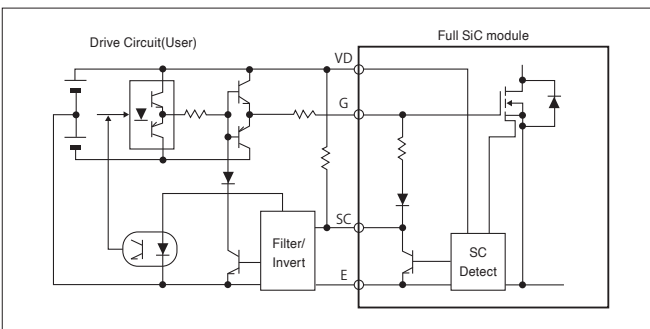 Drive Circuit(User)
Full SiC module
VD
G
SC
Filter/
Invert
SC
Detect
E